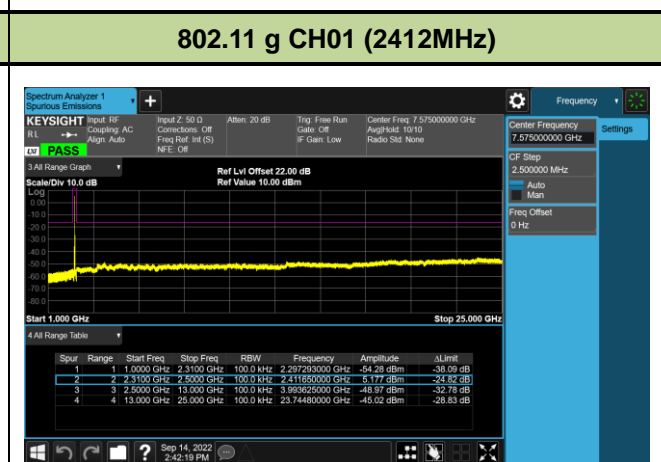 802.11 g CH01 (2412MHz)
Spectrum Analyzer 1
Spurious Emissions
Frequency
KEYSIGHT
R L
LXI
PASS
Input: RF
Coupling: AC
Align: Auto
Input Z: 50 Ω
Corrections: Off
Freq Ref: Int (S)
NFE: Off
Atten: 20 dB
Trig: Free Run
Gate: Off
IF Gain: Low
Center Freq: 7.575000000 GHz
Avg|Hold: 10/10
Radio Std: None
Center Frequency
7.575000000 GHz
Settings
CF Step
2.500000 MHz
Auto
Man
Freq Offset
0 Hz
3 All Range Graph
Scale/Div 10.0 dB
Ref Lvl Offset 22.00 dB
Ref Value 10.00 dBm
Log
0.00
-10.0
-20.0
-30.0
-40.0
-50.0
-60.0
-70.0
-80.0
Start 1.000 GHz
Stop 25.000 GHz
4 All Range Table
Spur Range Start Freq Stop Freq RBW Frequency Amplitude ΔLimit
1 1 1.0000 GHz 2.3100 GHz 100.0 kHz 2.297293000 GHz -54.28 dBm -38.09 dB
2 2 2.3100 GHz 2.5000 GHz 100.0 kHz 2.411650000 GHz 5.177 dBm -24.82 dB
3 3 2.5000 GHz 13.000 GHz 100.0 kHz 3.993625000 GHz -48.97 dBm -32.78 dB
4 4 13.000 GHz 25.000 GHz 100.0 kHz 23.74480000 GHz -45.02 dBm -28.83 dB
Sep 14, 2022
2:42:19 PM